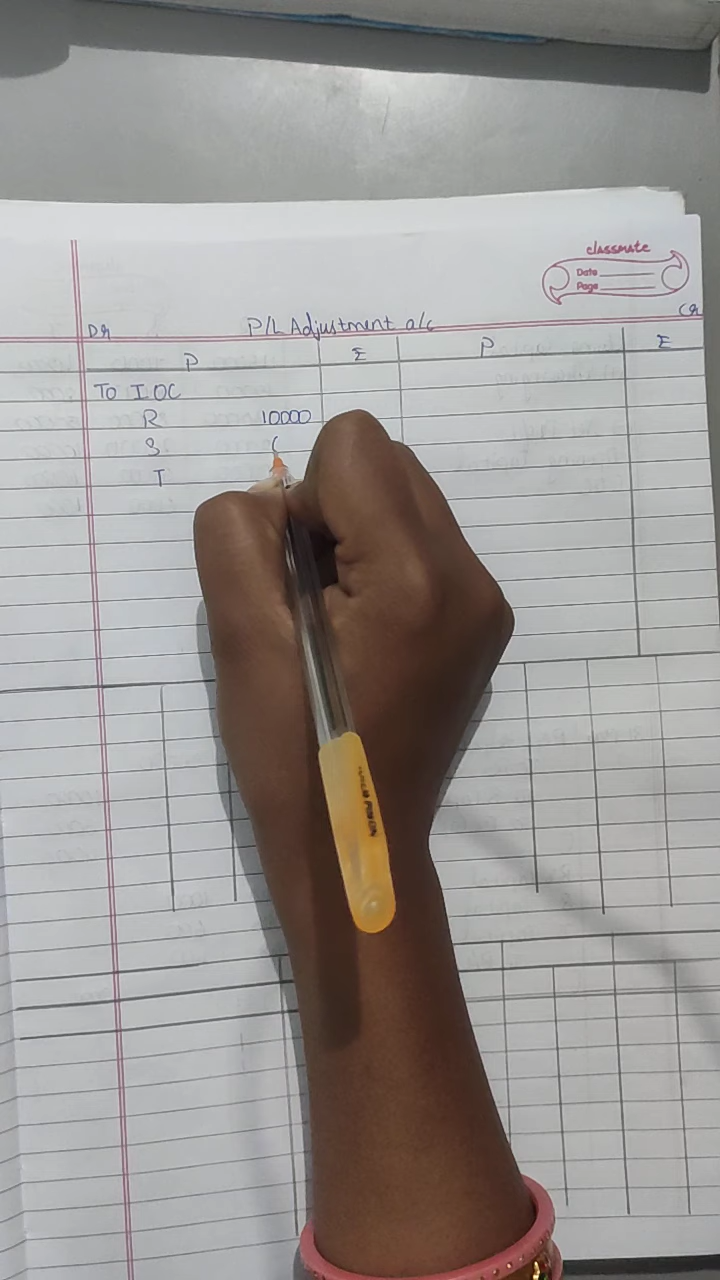 classmate
Date
Page
Dr P/L Adjustment a/c Cr
P Σ P Σ
To IOC
R 10000
S (
T